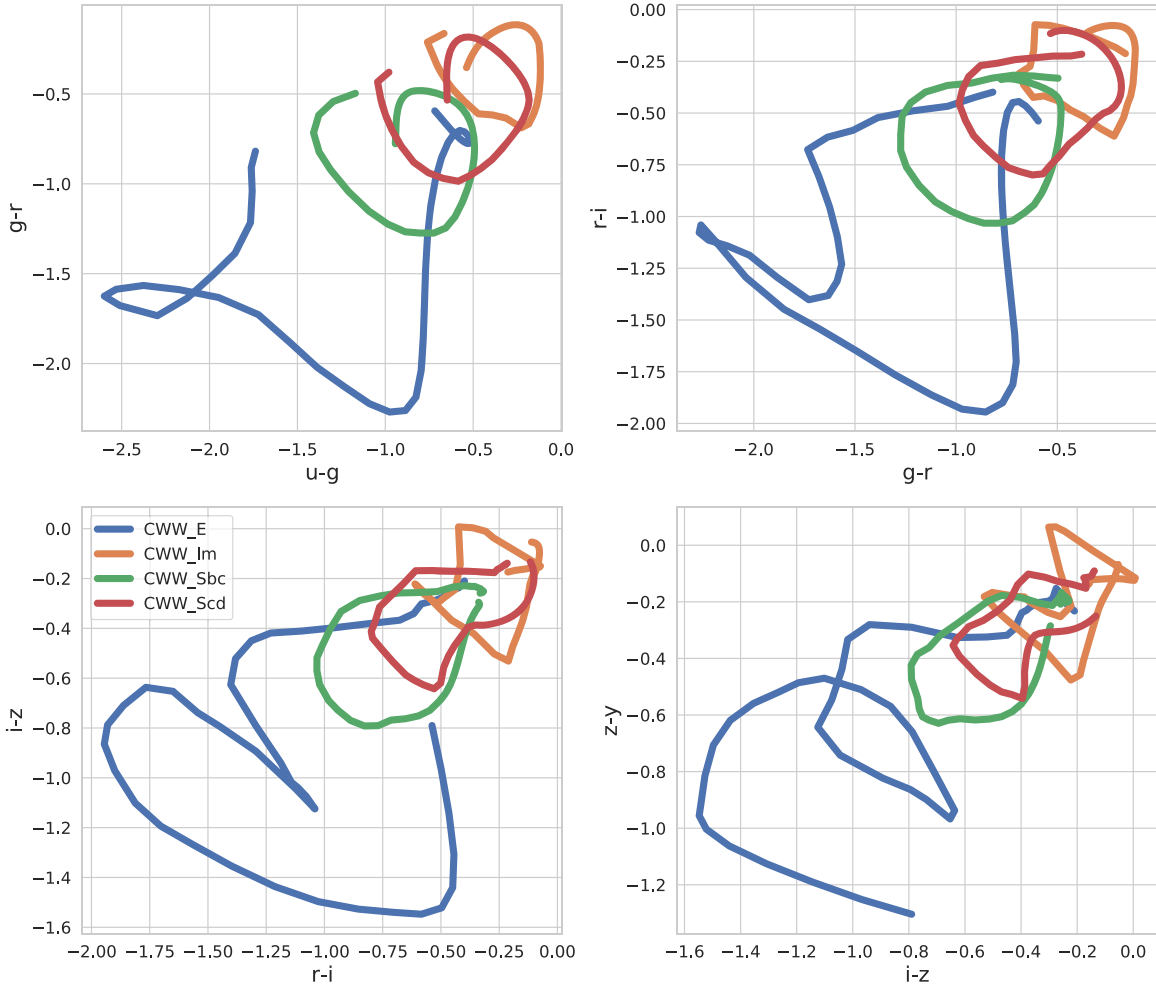 −0.5
−1.0
−1.5
−2.0
g-r
−2.5 −2.0 −1.5 −1.0 −0.5 0.0
u-g
0.00
−0.25
−0.50
−0.75
−1.00
−1.25
−1.50
−1.75
−2.00
r-i
−2.0 −1.5 −1.0 −0.5
g-r
0.0
−0.2
−0.4
−0.6
−0.8
−1.0
−1.2
−1.4
−1.6
i-z
CWW_E
CWW_Im
CWW_Sbc
CWW_Scd
−2.00 −1.75 −1.50 −1.25 −1.00 −0.75 −0.50 −0.25 0.00
r-i
0.0
−0.2
−0.4
−0.6
−0.8
−1.0
−1.2
z-y
−1.6 −1.4 −1.2 −1.0 −0.8 −0.6 −0.4 −0.2 0.0
i-z